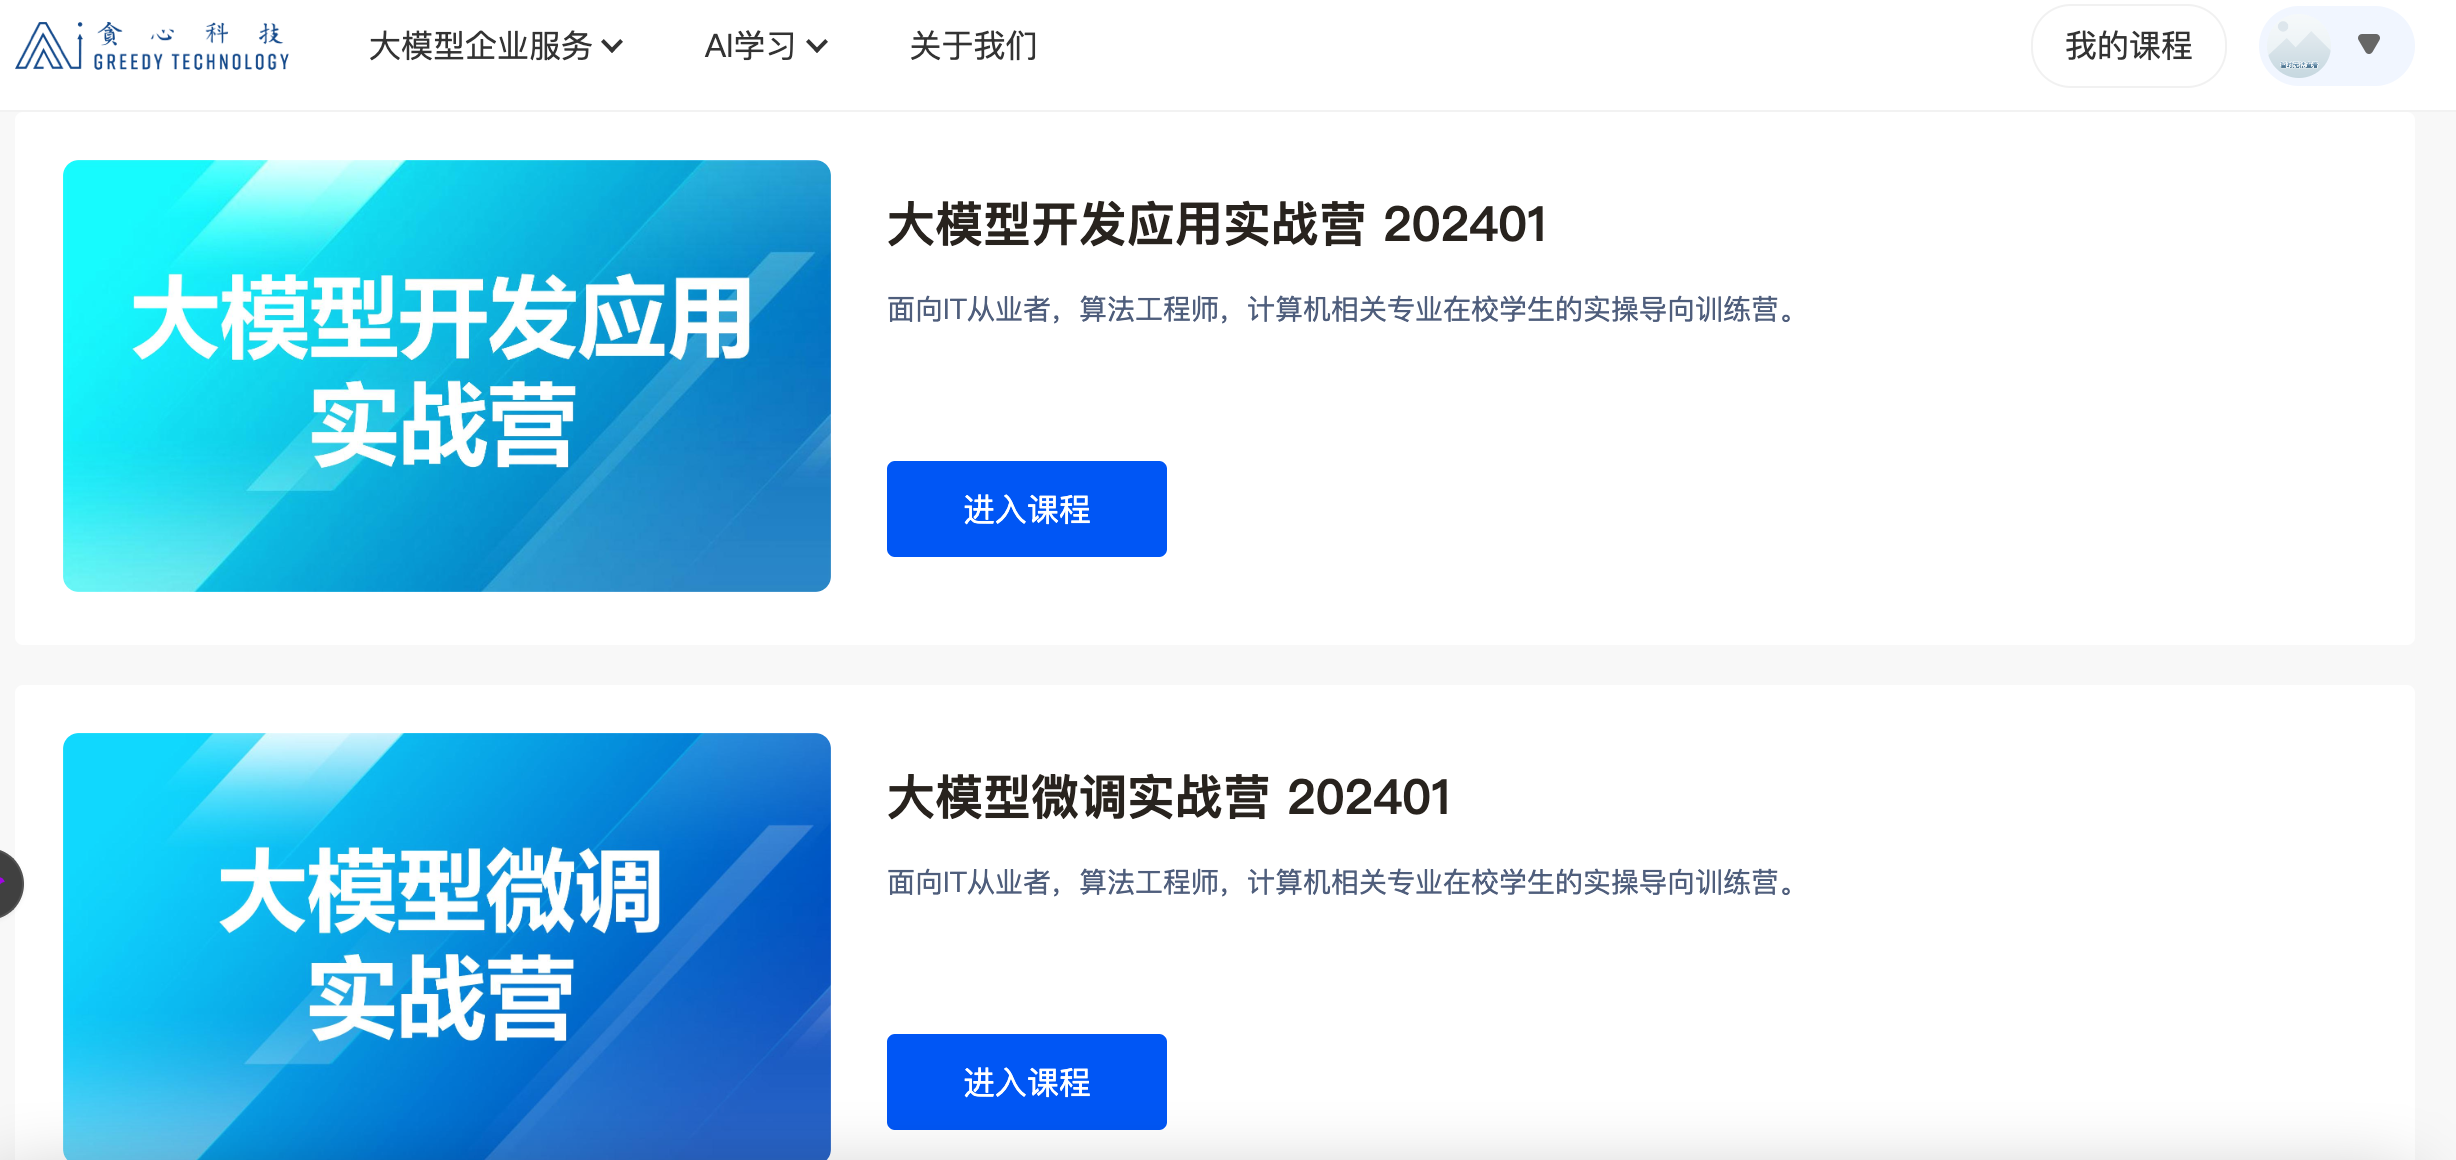 貪心科技
GREEDY TECHNOLOGY
大模型企业服务
AI学习
关于我们
我的课程
大模型开发应用
实战营
大模型开发应用实战营 202401
面向IT从业者，算法工程师，计算机相关专业在校学生的实操导向训练营。
进入课程
大模型微调
实战营
大模型微调实战营 202401
面向IT从业者，算法工程师，计算机相关专业在校学生的实操导向训练营。
进入课程